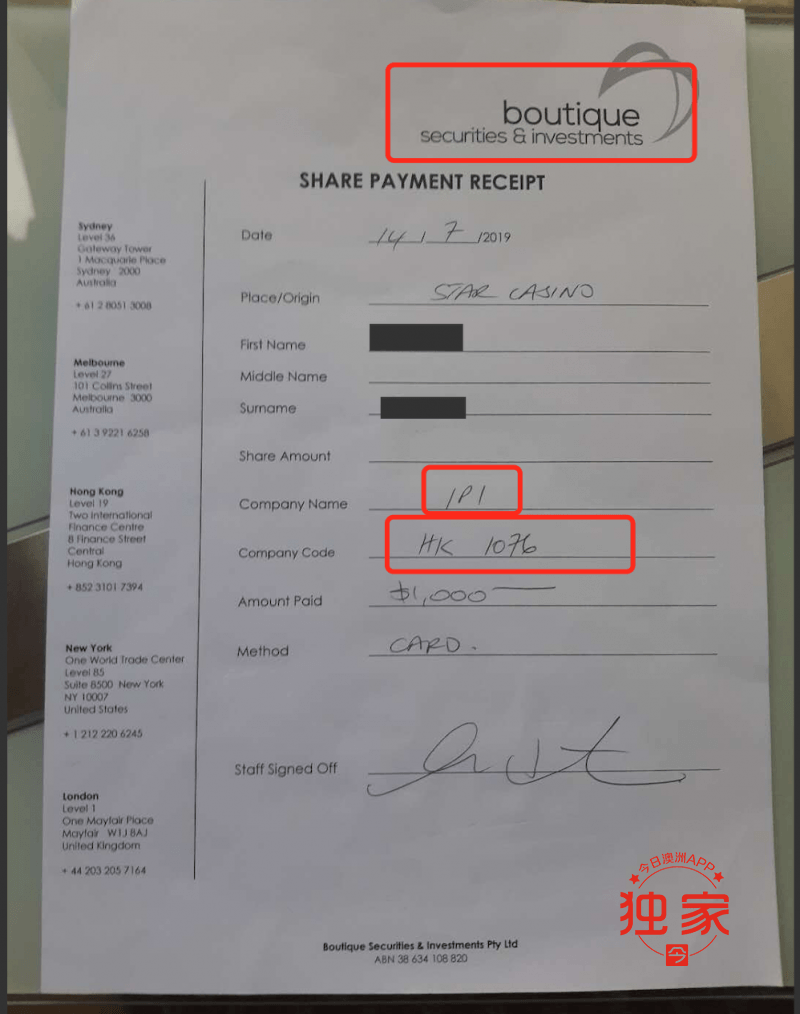 boutique
securities & investments
SHARE PAYMENT RECEIPT
Sydney
Level 36
Gateway Tower
1 Macquarie Place
Sydney 2000
Australia
+ 61 2 8051 3008
Melbourne
Level 27
101 Collins Street
Melbourne 3000
Australia
+ 61 3 9221 6258
Hong Kong
Level 19
Two International
Finance Centre
8 Finance Street
Central
Hong Kong
+ 852 3101 7394
New York
One World Trade Center
Level 85
Suite 8500 New York
NY 10007
United States
+ 1 212 220 6245
London
Level 1
One Mayfair Place
Mayfair W1J 8AJ
United Kingdom
+ 44 203 205 7164
Date 14 / 7 /2019
Place/Origin STAR CASINO
First Name
Middle Name
Surname
Share Amount
Company Name IPI
Company Code HK 1076
Amount Paid $1,000
Method CARD.
Staff Signed Off
Boutique Securities & Investments Pty Ltd
ABN 38 634 108 820
今日澳洲APP
独家
今